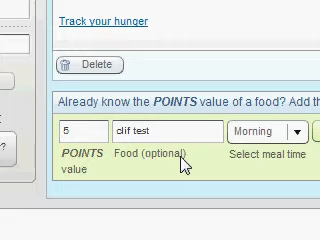 Track your hunger
Delete
Already know the POINTS value of a food? Add th
5 clif test Morning
POINTS value Food (optional) Select meal time
?